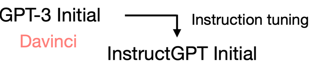 GPT-3 Initial
Instruction tuning
Davinci
InstructGPT Initial